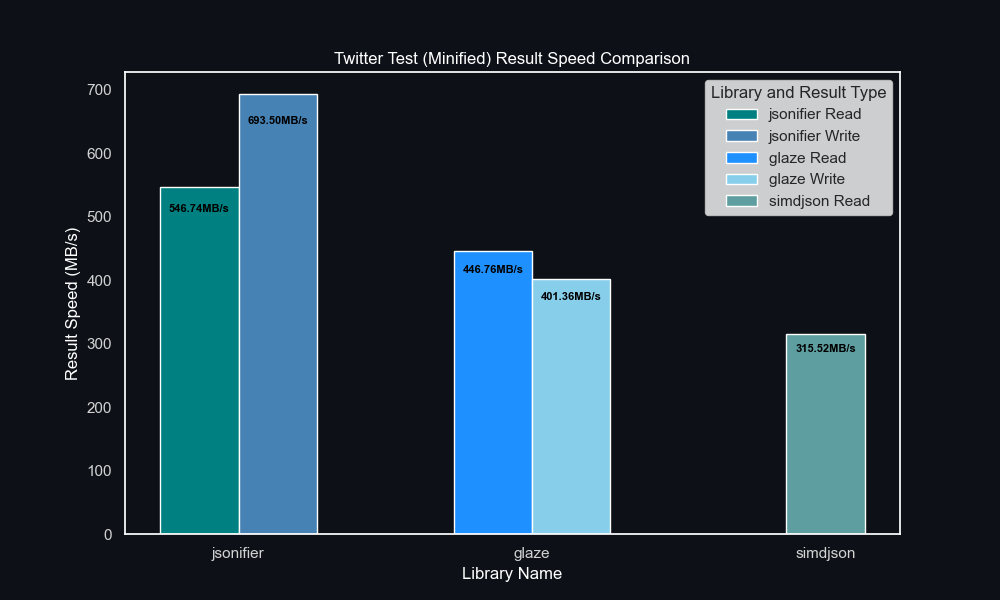 Twitter Test (Minified) Result Speed Comparison
Result Speed (MB/s)
700
600
500
400
300
200
100
0
546.74MB/s
693.50MB/s
446.76MB/s
401.36MB/s
315.52MB/s
Library and Result Type
jsonifier Read
jsonifier Write
glaze Read
glaze Write
simdjson Read
jsonifier
glaze
simdjson
Library Name